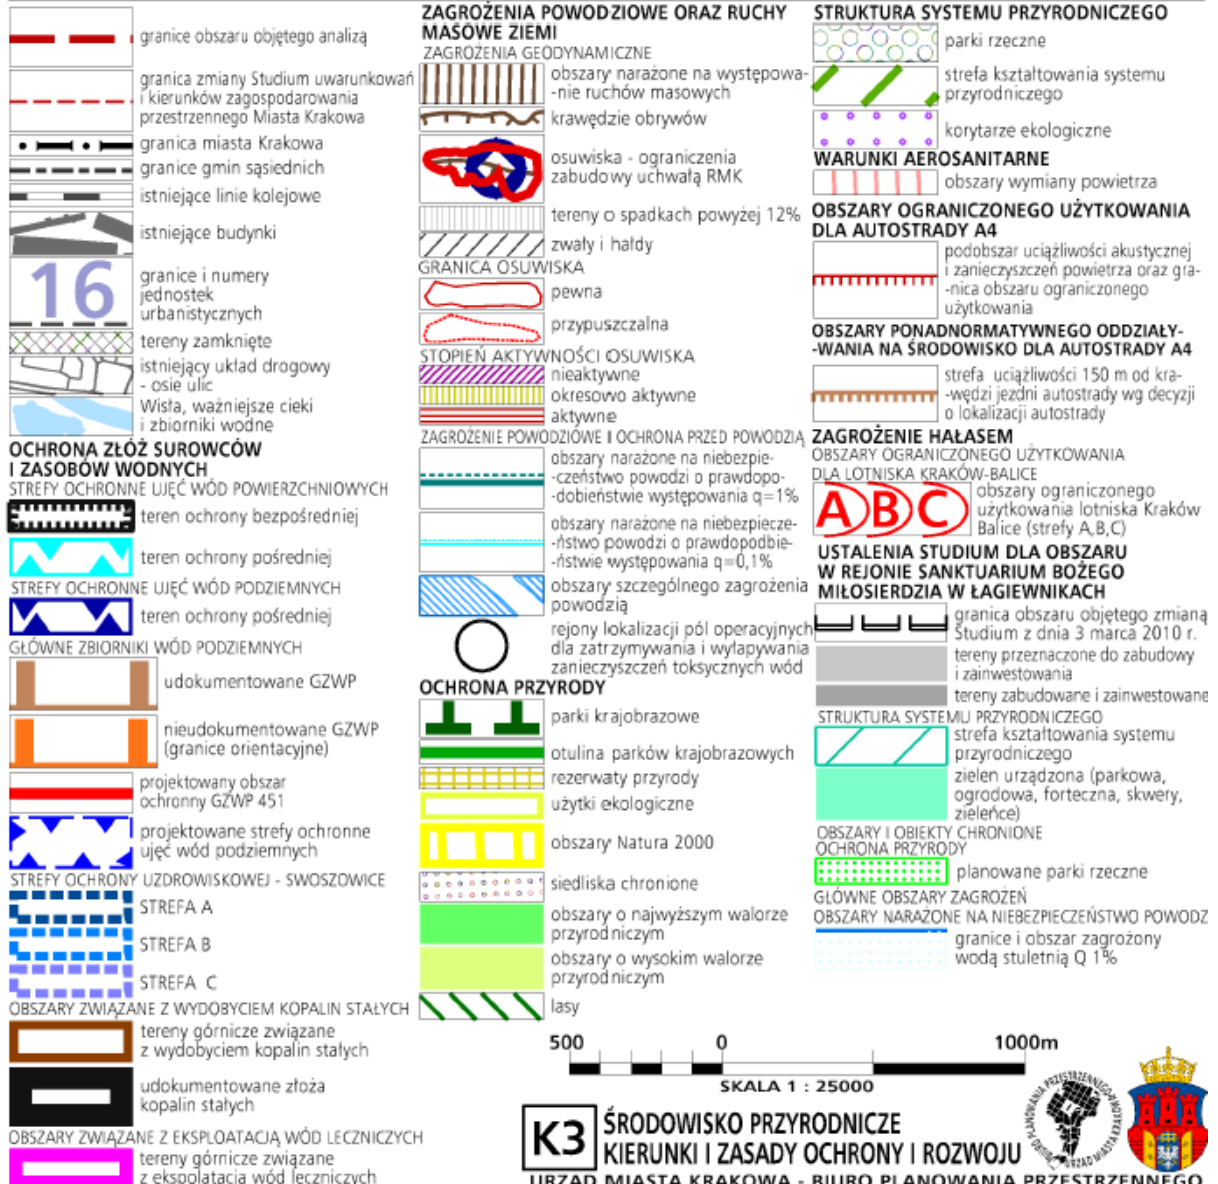 granice obszaru objętego analizą
granica zmiany Studium uwarunkowań
i kierunków zagospodarowania
przestrzennego Miasta Krakowa
granica miasta Krakowa
granice gmin sąsiednich
istniejące linie kolejowe
istniejące budynki
16
granice i numery
jednostek
urbanistycznych
tereny zamknięte
istniejący układ drogowy
- osie ulic
Wisła, ważniejsze cieki
i zbiorniki wodne
OCHRONA ZŁÓŻ SUROWCÓW
I ZASOBÓW WODNYCH
STREFY OCHRONNE UJĘĆ WÓD POWIERZCHNIOWYCH
teren ochrony bezpośredniej
teren ochrony pośredniej
STREFY OCHRONNE UJĘĆ WÓD PODZIEMNYCH
teren ochrony pośredniej
GŁÓWNE ZBIORNIKI WÓD PODZIEMNYCH
udokumentowane GZWP
nieudokumentowane GZWP
(granice orientacyjne)
projektowany obszar
ochronny GZWP 451
projektowane strefy ochronne
ujęć wód podziemnych
STREFY OCHRONY UZDROWISKOWEJ - SWOSZOWICE
STREFA A
STREFA B
STREFA C
OBSZARY ZWIĄZANE Z WYDOBYCIEM KOPALIN STAŁYCH
tereny górnicze związane
z wydobyciem kopalin stałych
udokumentowane złoża
kopalin stałych
OBSZARY ZWIĄZANE Z EKSPLOATACJĄ WÓD LECZNICZYCH
tereny górnicze związane
z ekspolatacją wód leczniczych
ZAGROŻENIA POWODZIOWE ORAZ RUCHY
MASOWE ZIEMI
ZAGROŻENIA GEODYNAMICZNE
obszary narażone na występowa-
-nie ruchów masowych
krawędzie obrywów
osuwiska - ograniczenia
zabudowy uchwałą RMK
tereny o spadkach powyżej 12%
zwały i hałdy
GRANICA OSUWISKA
pewna
przypuszczalna
STOPIEŃ AKTYWNOŚCI OSUWISKA
nieaktywne
okresowo aktywne
aktywne
ZAGROŻENIE POWODZIOWE I OCHRONA PRZED POWODZIĄ
obszary narażone na niebezpie-
-czeństwo powodzi o prawdopo-
-dobieństwie występowania q=1%
obszary narażone na niebezpiecze-
-ństwo powodzi o prawdopodbie-
-ństwie występowania q=0,1%
obszary szczególnego zagrożenia
powodzią
rejony lokalizacji pól operacyjnych
dla zatrzymywania i wyłapywania
zanieczyszczeń toksycznych wód
OCHRONA PRZYRODY
parki krajobrazowe
otulina parków krajobrazowych
rezerwaty przyrody
użytki ekologiczne
obszary Natura 2000
siedliska chronione
obszary o najwyższym walorze
przyrodniczym
obszary o wysokim walorze
przyrodniczym
lasy
STRUKTURA SYSTEMU PRZYRODNICZEGO
parki rzeczne
strefa kształtowania systemu
przyrodniczego
korytarze ekologiczne
WARUNKI AEROSANITARNE
obszary wymiany powietrza
OBSZARY OGRANICZONEGO UŻYTKOWANIA
DLA AUTOSTRADY A4
podobszar uciążliwości akustycznej
i zanieczyszczeń powietrza oraz gra-
-nica obszaru ograniczonego
użytkowania
OBSZARY PONADNORMATYWNEGO ODDZIAŁY-
-WANIA NA ŚRODOWISKO DLA AUTOSTRADY A4
strefa uciążliwości 150 m od kra-
-wędzi jezdni autostrady wg decyzji
o lokalizacji autostrady
ZAGROŻENIE HAŁASEM
OBSZARY OGRANICZONEGO UŻYTKOWANIA
DLA LOTNISKA KRAKÓW-BALICE
A B C
obszary ograniczonego
użytkowania lotniska Kraków
Balice (strefy A,B,C)
USTALENIA STUDIUM DLA OBSZARU
W REJONIE SANKTUARIUM BOŻEGO
MIŁOSIERDZIA W ŁAGIEWNIKACH
granica obszaru objętego zmianą
Studium z dnia 3 marca 2010 r.
tereny przeznaczone do zabudowy
i zainwestowania
tereny zabudowane i zainwestowane
STRUKTURA SYSTEMU PRZYRODNICZEGO
strefa kształtowania systemu
przyrodniczego
zielen urządzona (parkowa,
ogrodowa, forteczna, skwery,
zieleńce)
OBSZARY I OBIEKTY CHRONIONE
OCHRONA PRZYRODY
planowane parki rzeczne
GŁÓWNE OBSZARY ZAGROŻEŃ
OBSZARY NARAŻONE NA NIEBEZPIECZEŃSTWO POWODZ
granice i obszar zagrożony
wodą stuletnią Q 1%
500 0 1000m
SKALA 1 : 25000
K3
ŚRODOWISKO PRZYRODNICZE
KIERUNKI I ZASADY OCHRONY I ROZWOJU
URZĄD MIASTA KRAKOWA - BIURO PLANOWANIA PRZESTRZENNEGO